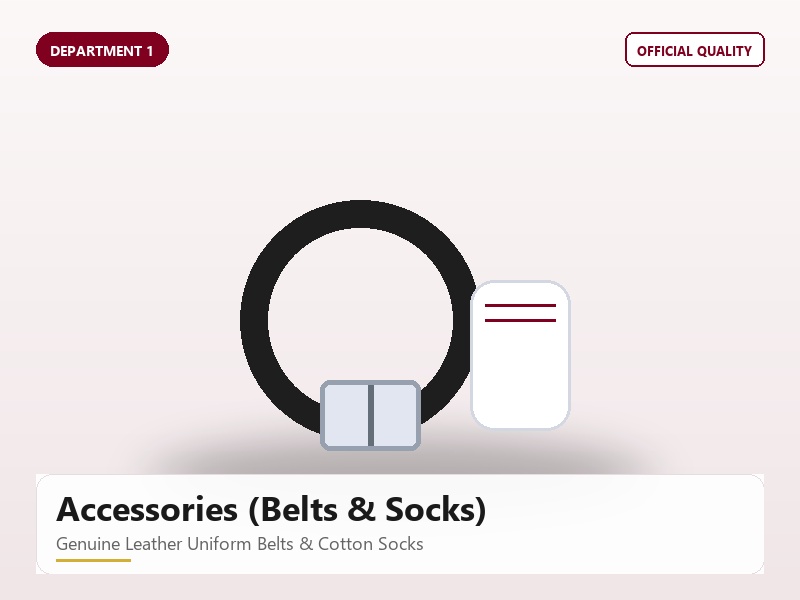 DEPARTMENT 1
OFFICIAL QUALITY
Accessories (Belts & Socks)
Genuine Leather Uniform Belts & Cotton Socks